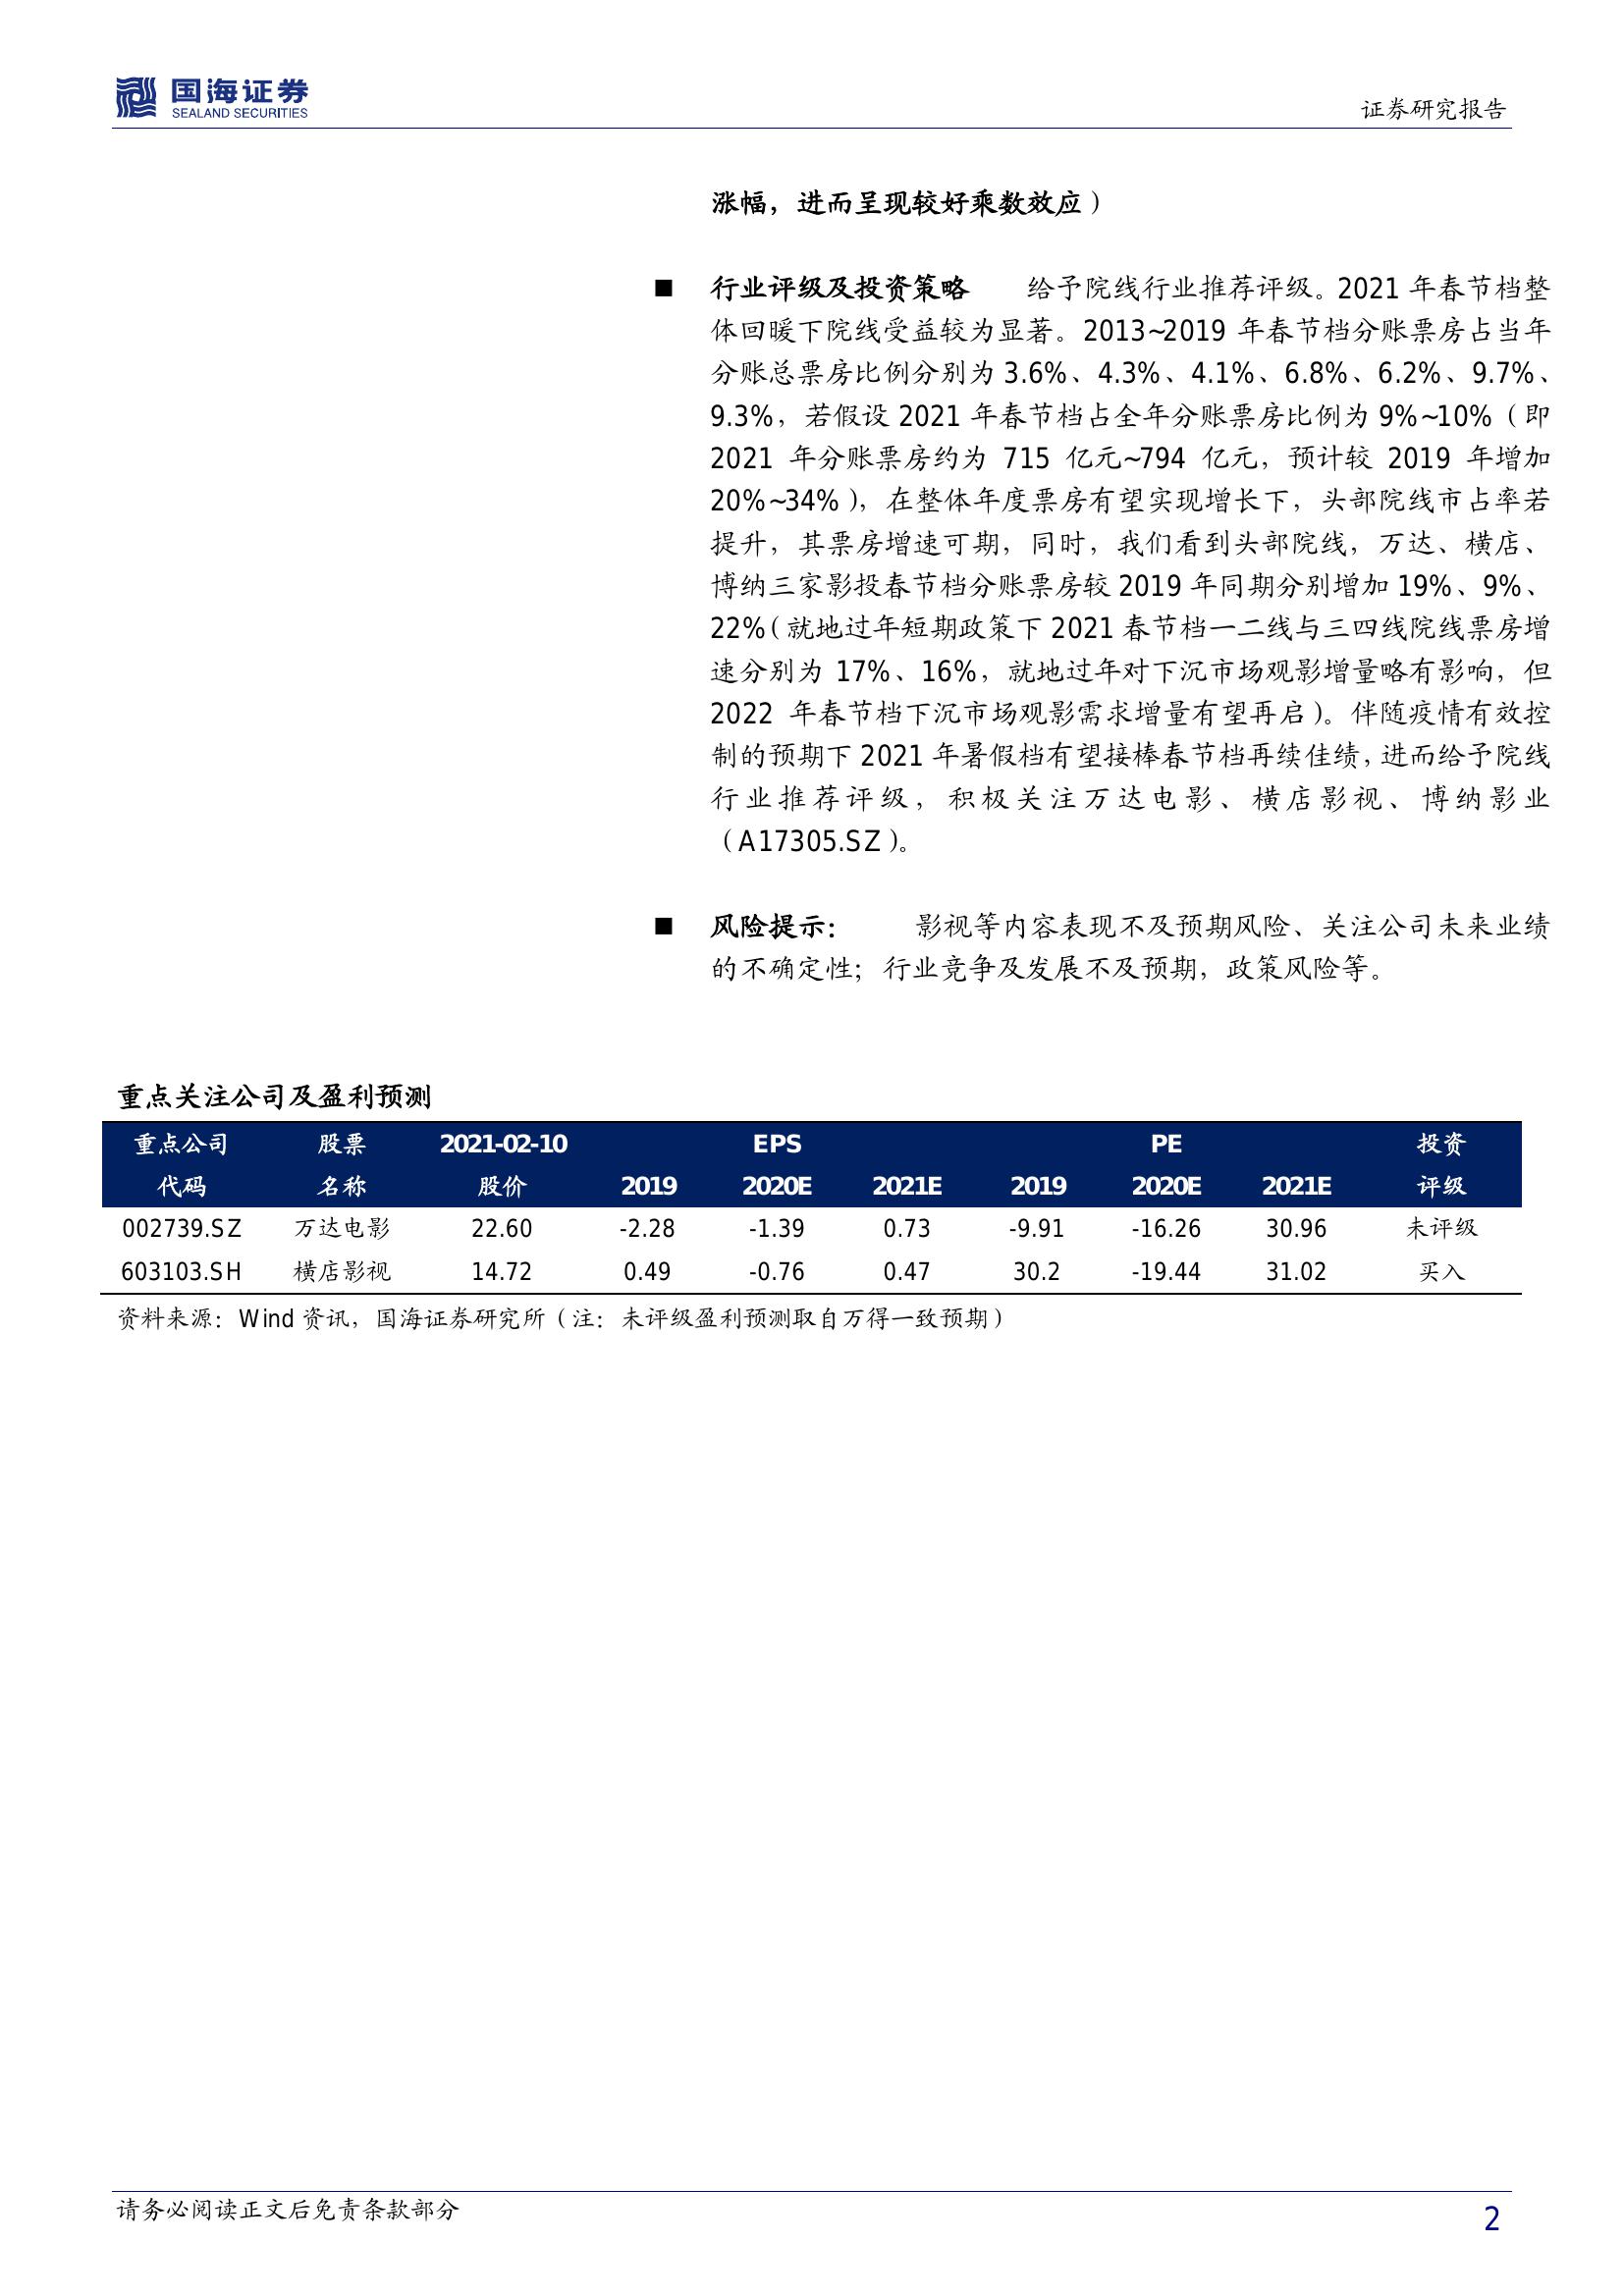 国海证券
SEALAND SECURITIES
证券研究报告
涨幅，进而呈现较好乘数效应）
■ 行业评级及投资策略 给予院线行业推荐评级。2021 年春节档整
体回暖下院线受益较为显著。2013~2019 年春节档分账票房占当年
分账总票房比例分别为 3.6%、4.3%、4.1%、6.8%、6.2%、9.7%、
9.3%，若假设 2021 年春节档占全年分账票房比例为 9%~10%（即
2021 年分账票房约为 715 亿元~794 亿元，预计较 2019 年增加
20%~34%），在整体年度票房有望实现增长下，头部院线市占率若
提升，其票房增速可期，同时，我们看到头部院线，万达、横店、
博纳三家影投春节档分账票房较 2019 年同期分别增加 19%、9%、
22%（就地过年短期政策下 2021 春节档一二线与三四线院线票房增
速分别为 17%、16%，就地过年对下沉市场观影增量略有影响，但
2022 年春节档下沉市场观影需求增量有望再启）。伴随疫情有效控
制的预期下 2021 年暑假档有望接棒春节档再续佳绩，进而给予院线
行业推荐评级，积极关注万达电影、横店影视、博纳影业
（A17305.SZ）。
■ 风险提示： 影视等内容表现不及预期风险、关注公司未来业绩
的不确定性；行业竞争及发展不及预期，政策风险等。
重点关注公司及盈利预测
重点公司 股票 2021-02-10 EPS PE 投资
代码 名称 股价 2019 2020E 2021E 2019 2020E 2021E 评级
002739.SZ 万达电影 22.60 -2.28 -1.39 0.73 -9.91 -16.26 30.96 未评级
603103.SH 横店影视 14.72 0.49 -0.76 0.47 30.2 -19.44 31.02 买入
资料来源：Wind 资讯，国海证券研究所（注：未评级盈利预测取自万得一致预期）
请务必阅读正文后免责条款部分
2